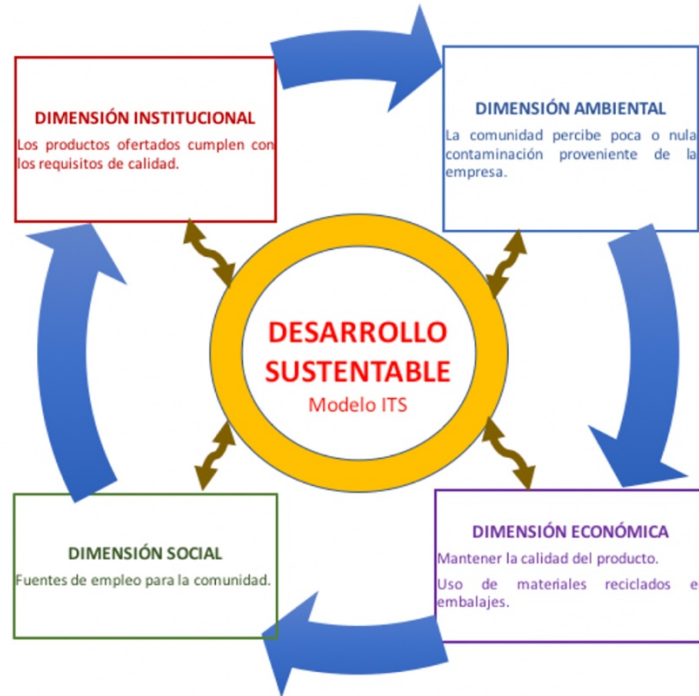 DIMENSIÓN INSTITUCIONAL
Los productos ofertados cumplen con
los requisitos de calidad.
DIMENSIÓN AMBIENTAL
La comunidad percibe poca o nula
contaminación proveniente de la
empresa.
DESARROLLO
SUSTENTABLE
Modelo ITS
DIMENSIÓN SOCIAL
Fuentes de empleo para la comunidad.
DIMENSIÓN ECONÓMICA
Mantener la calidad del producto.
Uso de materiales reciclados e
embalajes.